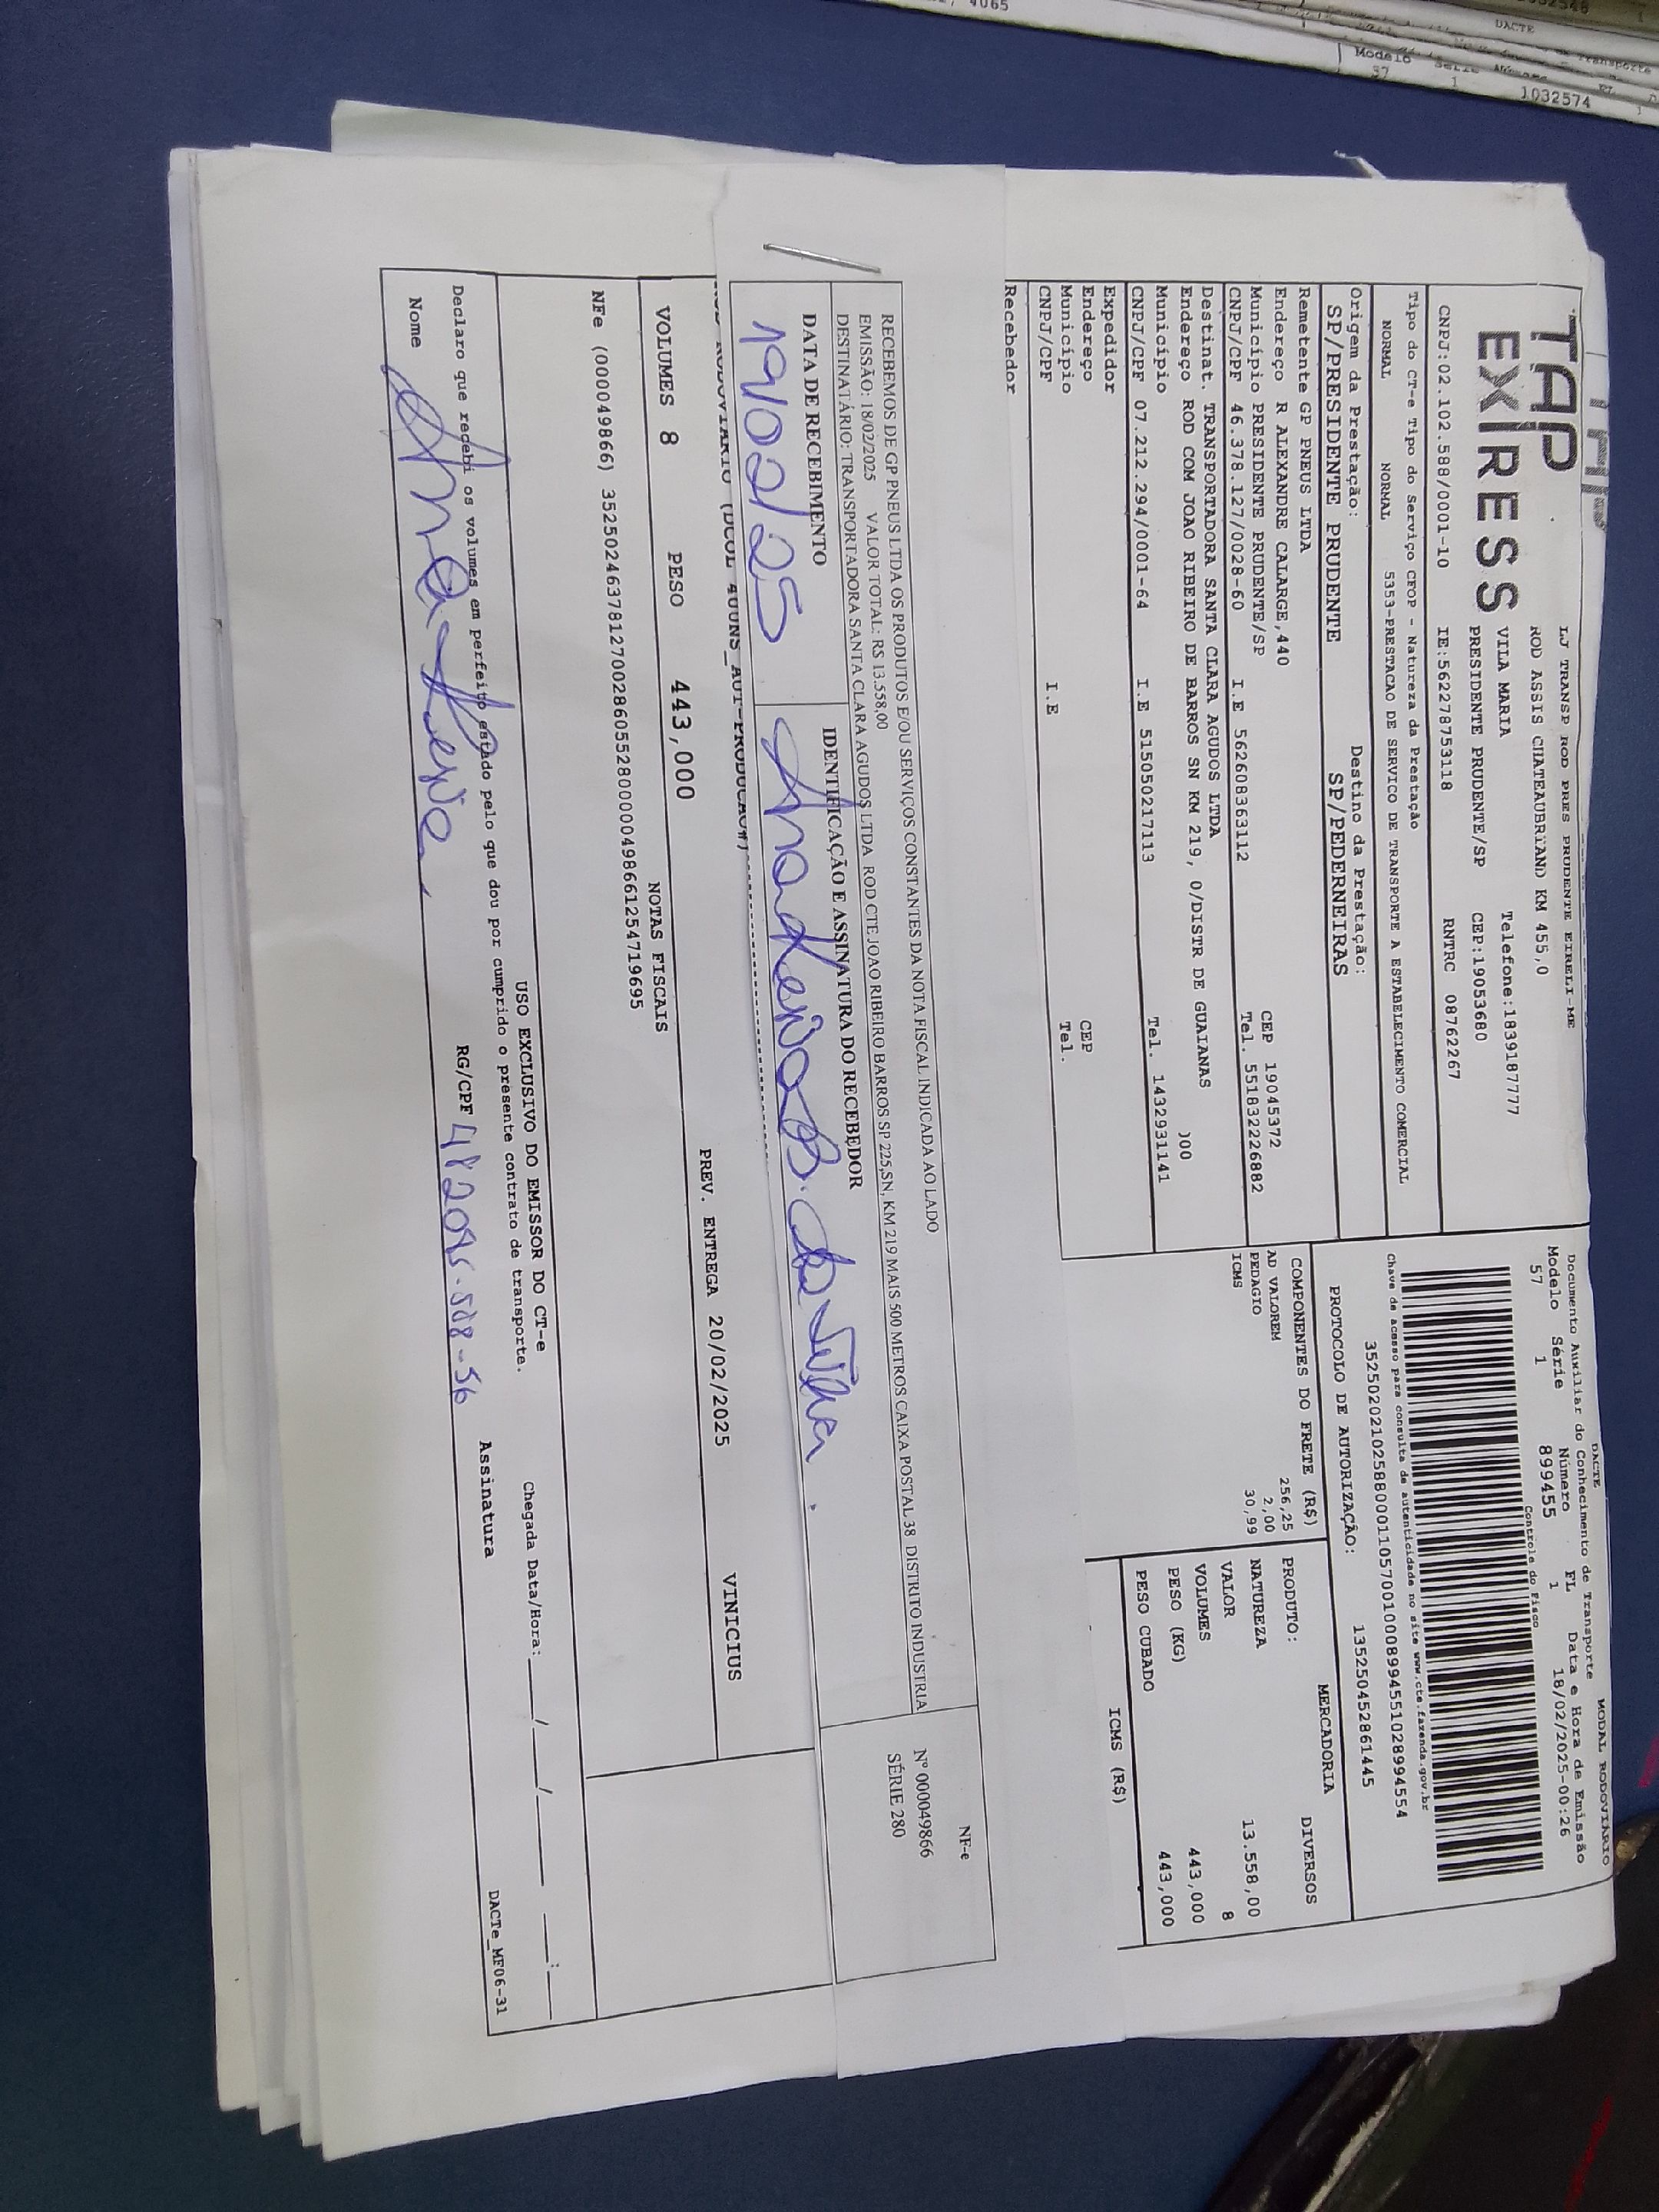 TAP
EXPRESS
LJ TRANSP ROD PRES PRUDENTE EIRELI-ME
ROD ASSIS CHATEAUBRIAND KM 455,0
VILA MARIA Telefone:1839187777
PRESIDENTE PRUDENTE/SP CEP:19053680
CNPJ:02.102.588/0001-10 IE:562278753118 RNTRC 08762267
Tipo do CT-e Tipo do Serviço CFOP - Natureza da Prestação
NORMAL NORMAL 5353-PRESTACAO DE SERVICO DE TRANSPORTE A ESTABELECIMENTO COMERCIAL
Origem da Prestação: Destino da Prestação:
SP/PRESIDENTE PRUDENTE SP/PEDERNEIRAS
Remetente GP PNEUS LTDA
Endereço R ALEXANDRE CALARGE,440 CEP 19045372
Município PRESIDENTE PRUDENTE/SP Tel. 551832226882
CNPJ/CPF 46.378.127/0028-60 I.E 562608363112
Destinat. TRANSPORTADORA SANTA CLARA AGUDOS LTDA
Endereço ROD COM JOAO RIBEIRO DE BARROS SN KM 219, 0/DISTR DE GUAIANAS 000
Município Tel. 1432931141
CNPJ/CPF 07.212.294/0001-64 I.E 515050217113
Expedidor
Endereço CEP
Município Tel.
CNPJ/CPF I.E
Recebedor
DACTE MODAL RODOVIARIO
Documento Auxiliar do Conhecimento de Transporte
Modelo Série Número FL Data e Hora de Emissão
57 1 899455 1 18/02/2025-00:26
Controle do Fisco
Chave de acesso para consulta de autenticidade no site www.cte.fazenda.gov.br
35250202102588000110570010008994551028994554
PROTOCOLO DE AUTORIZAÇÃO: 135250452861445
COMPONENTES DO FRETE (R$)
AD VALOREM 256,25
PEDAGIO 2,00
ICMS 30,99
MERCADORIA
PRODUTO: DIVERSOS
NATUREZA
VALOR 13.558,00
VOLUMES 8
PESO (KG) 443,000
PESO CUBADO 443,000
ICMS (R$)
RECEBEMOS DE GP PNEUS LTDA OS PRODUTOS E/OU SERVIÇOS CONSTANTES DA NOTA FISCAL INDICADA AO LADO
EMISSÃO: 18/02/2025 VALOR TOTAL: R$ 13.558,00
DESTINATÁRIO: TRANSPORTADORA SANTA CLARA AGUDOS LTDA ROD CTE JOAO RIBEIRO BARROS SP 225,SN, KM 219 MAIS 500 METROS CAIXA POSTAL 38 DISTRITO INDUSTRIA
NF-e
Nº 000049866
SÉRIE 280
DATA DE RECEBIMENTO IDENTIFICAÇÃO E ASSINATURA DO RECEBEDOR
19/02/25
VOLUMES 8 PESO 443,000 PREV. ENTREGA 20/02/2025 VINICIUS
NOTAS FISCAIS
NFe (000049866) 35250246378127002860552800000498661254719695
USO EXCLUSIVO DO EMISSOR DO CT-e
Declaro que recebi os volumes em perfeito estado pelo que dou por cumprido o presente contrato de transporte. Chegada Data/Hora: ___/___/____ ___:___
Nome RG/CPF Assinatura
DACTe_MF06-31
4065
DACTE
Modelo Série
57 1 1032574